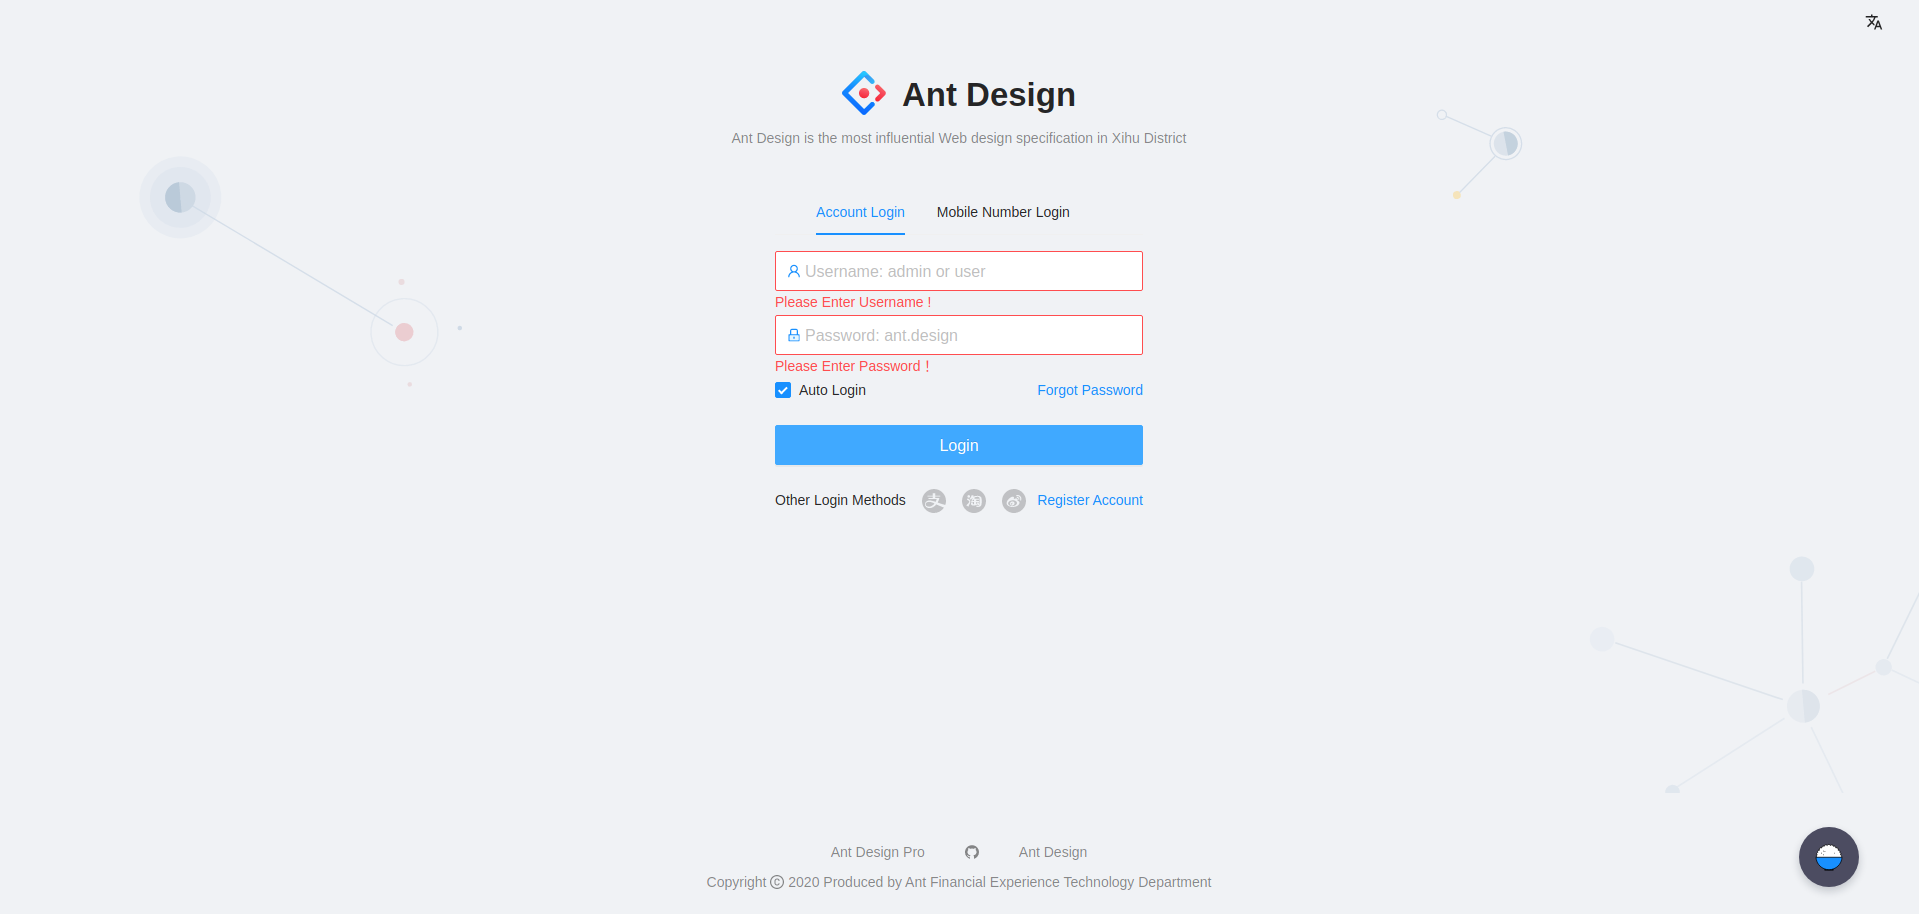 Ant Design
Ant Design is the most influential Web design specification in Xihu District
Account Login Mobile Number Login
Username: admin or user
Please Enter Username !
Password: ant.design
Please Enter Password！
Auto Login Forgot Password
Login
Other Login Methods 支 淘 Register Account
Ant Design Pro Ant Design
Copyright © 2020 Produced by Ant Financial Experience Technology Department